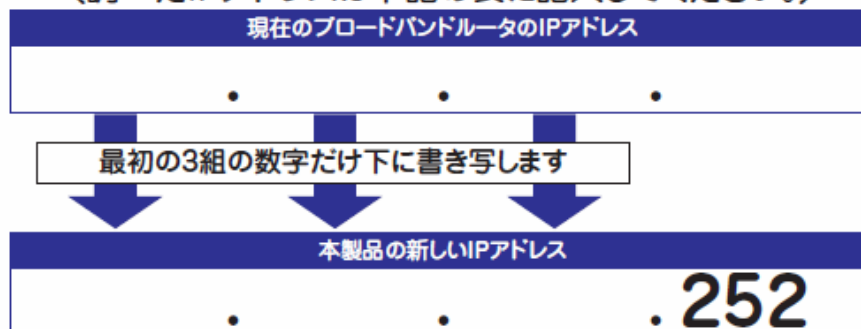 現在のブロードバンドルータのIPアドレス
. . .
最初の3組の数字だけ下に書き写します
本製品の新しいIPアドレス
. . . 252